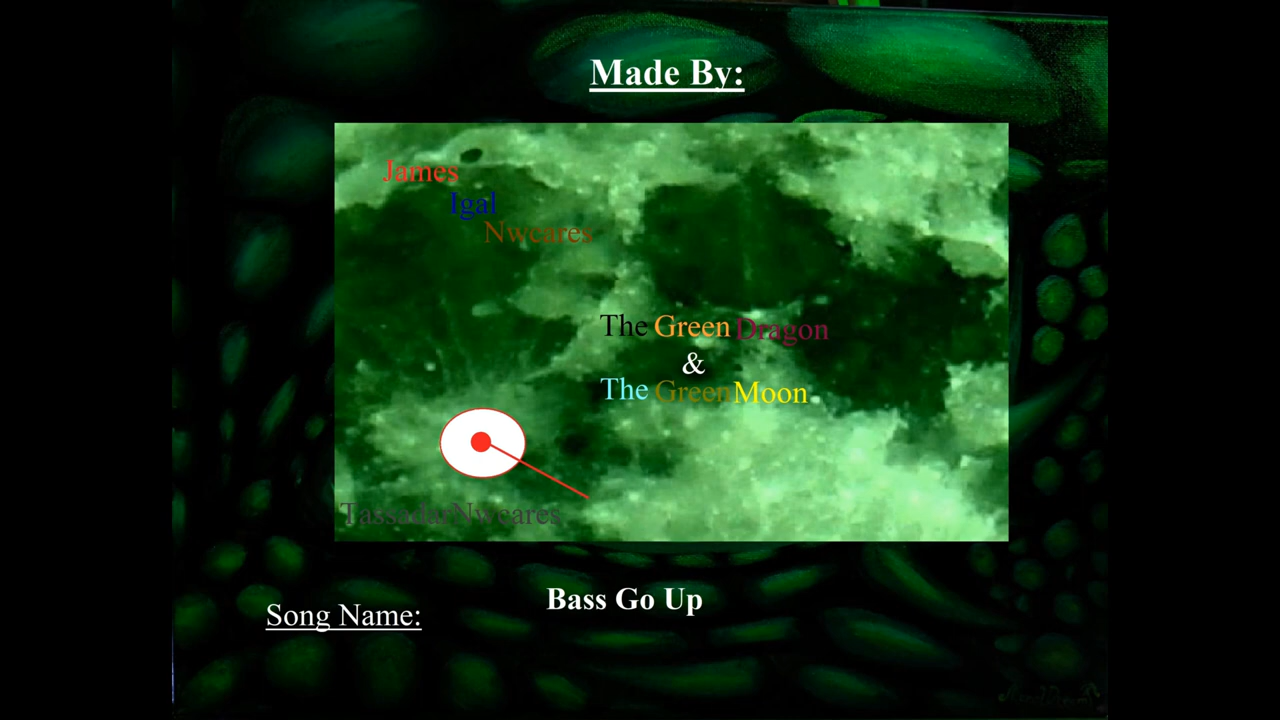 Made By:
James
Igal
Nwcares
The Green Dragon
&
The Green Moon
TassadarNwcares
Bass Go Up
Song Name: